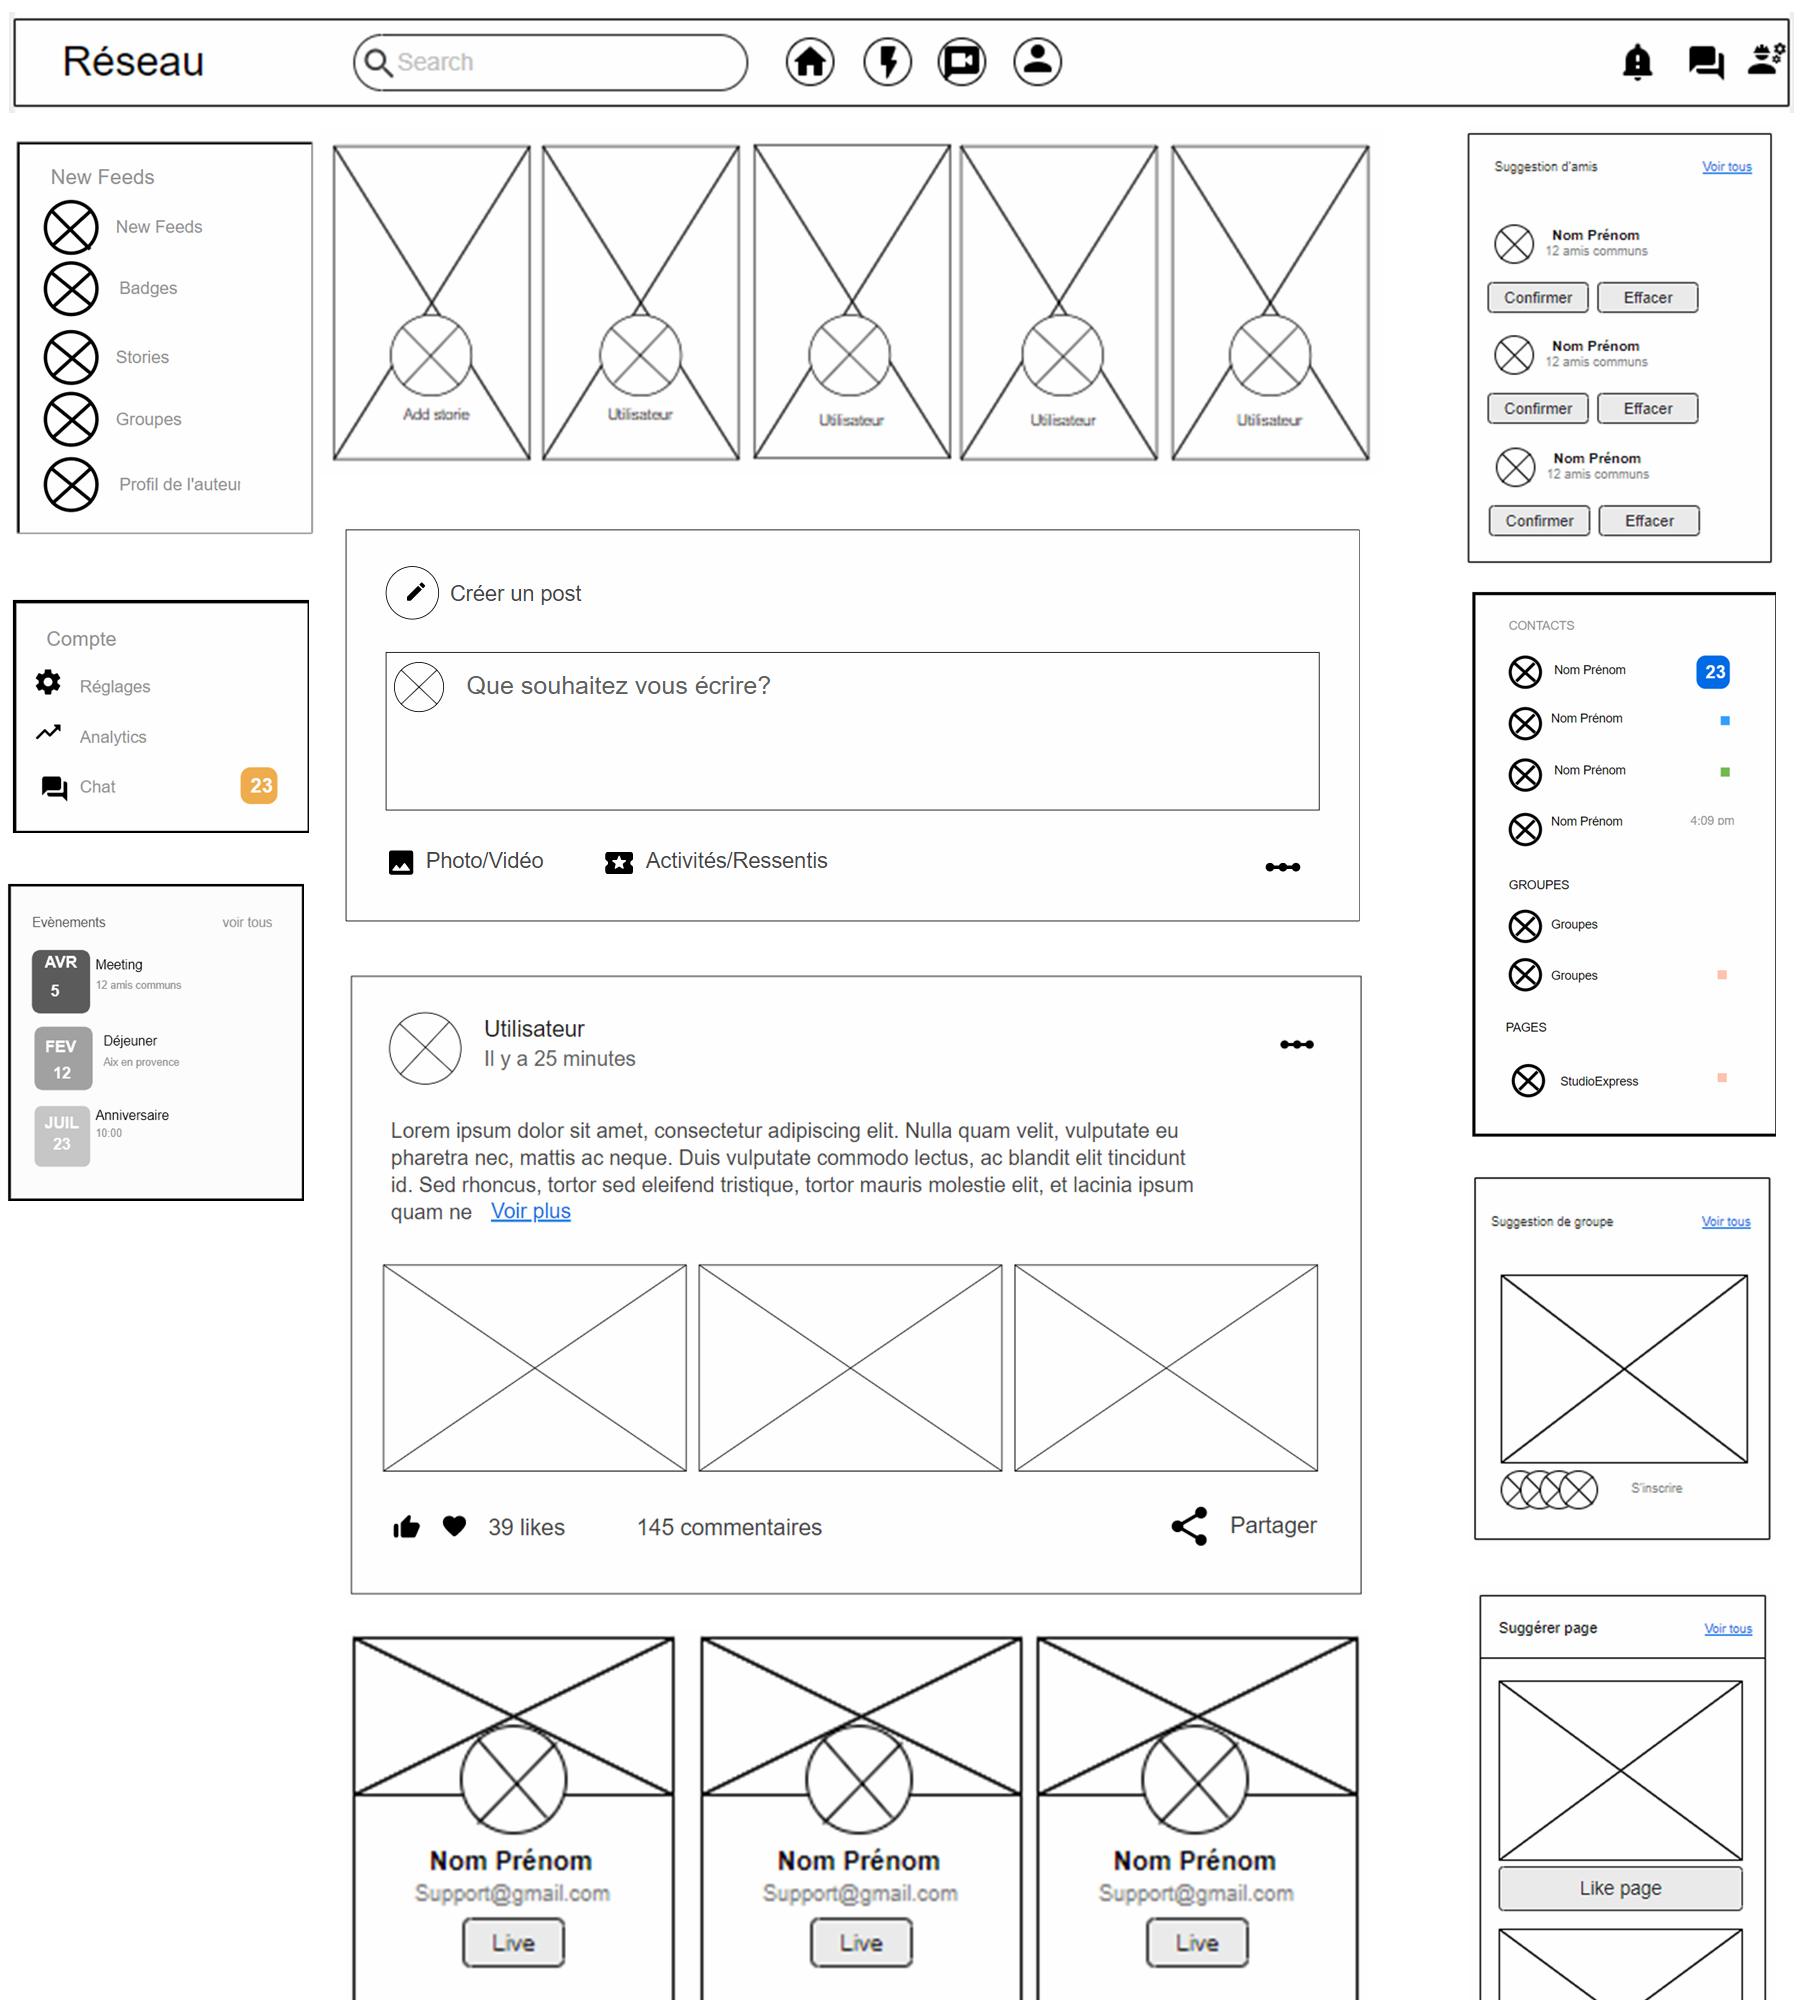 Réseau
Search
New Feeds
New Feeds
Badges
Stories
Groupes
Profil de l'auteur
Compte
Réglages
Analytics
Chat
23
Evènements
voir tous
AVR
5
Meeting
12 amis communs
FEV
12
Déjeuner
Aix en provence
JUIL
23
Anniversaire
10:00
Add storie
Utilisateur
Utilisateur
Utilisateur
Utilisateur
Créer un post
Que souhaitez vous écrire?
Photo/Vidéo
Activités/Ressentis
Utilisateur
Il y a 25 minutes
Lorem ipsum dolor sit amet, consectetur adipiscing elit. Nulla quam velit, vulputate eu
pharetra nec, mattis ac neque. Duis vulputate commodo lectus, ac blandit elit tincidunt
id. Sed rhoncus, tortor sed eleifend tristique, tortor mauris molestie elit, et lacinia ipsum
quam ne Voir plus
39 likes
145 commentaires
Partager
Nom Prénom
Support@gmail.com
Live
Nom Prénom
Support@gmail.com
Live
Nom Prénom
Support@gmail.com
Live
Suggestion d'amis
Voir tous
Nom Prénom
12 amis communs
Confirmer
Effacer
Nom Prénom
12 amis communs
Confirmer
Effacer
Nom Prénom
12 amis communs
Confirmer
Effacer
CONTACTS
Nom Prénom
23
Nom Prénom
Nom Prénom
Nom Prénom
4:09 pm
GROUPES
Groupes
Groupes
PAGES
StudioExpress
Suggestion de groupe
Voir tous
S'inscrire
Suggérer page
Voir tous
Like page